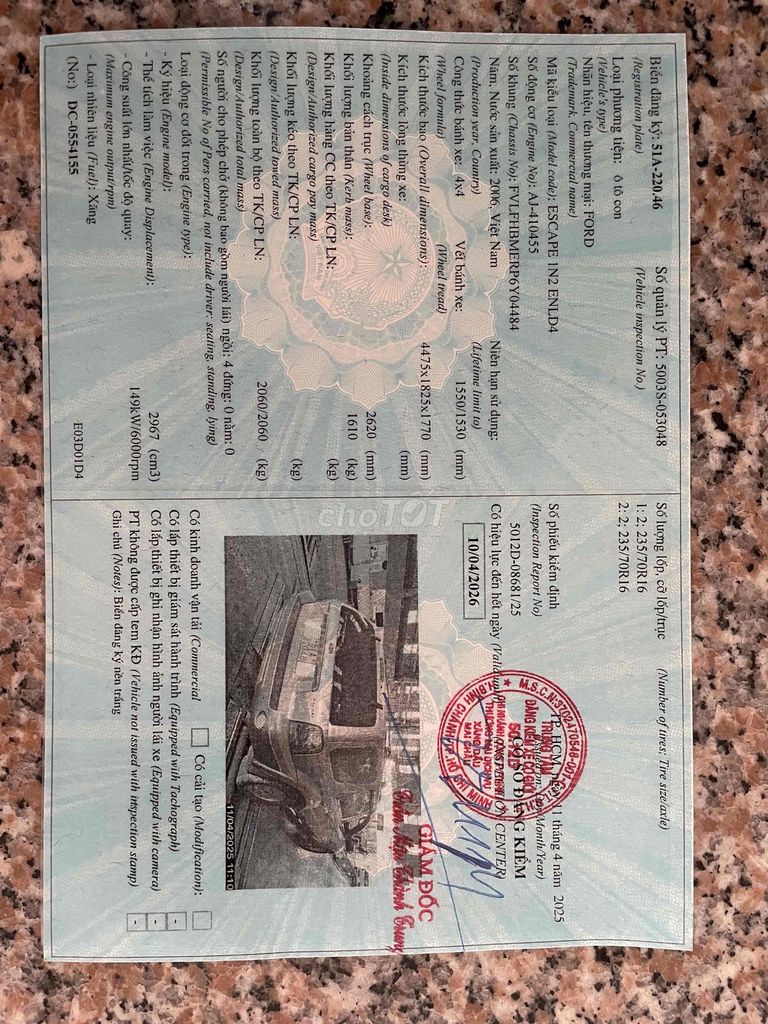 Biển đăng ký: 51A-220.46 Số quản lý PT: 5003S-053048
(Registration plate) (Vehicle inspection No.)
Loại phương tiện: ô tô con
(Vehicle's type)
Nhãn hiệu, tên thương mại: FORD
(Trademark, Commercial name)
Mã kiểu loại (Model code): ESCAPE 1N2 ENLD4
Số động cơ (Engine No): AJ-410455
Số khung (Chassis No): FVLFHBMERP6Y04484
Năm, Nước sản xuất: 2006, Việt Nam Niên hạn sử dụng:
(Production year, Country) (Lifetime limit to)
Công thức bánh xe: 4x4 Vết bánh xe: 1550/1530 (mm)
(Wheel formula) (Wheel tread)
Kích thước bao (Overall dimensions): 4475x1825x1770 (mm)
Kích thước lòng thùng xe: (mm)
(Inside dimensions of cargo desk)
Khoảng cách trục (Wheel base): 2620 (mm)
Khối lượng bản thân (Kerb mass): 1610 (kg)
Khối lượng hàng CC theo TK/CP LN: (kg)
(Design/Authorized cargo pay mass)
Khối lượng kéo theo TK/CP LN: (kg)
(Design/Authorized towed mass)
Khối lượng toàn bộ theo TK/CP LN: 2060/2060 (kg)
(Design/Authorized total mass)
Số người cho phép chở (không bao gồm người lái) ngồi: 4 đứng: 0 nằm: 0
(Permissible No of Pers carried, not include driver: seating, standing, lying)
Loại động cơ đốt trong (Engine type):
- Ký hiệu (Engine model):
- Thể tích làm việc (Engine Displacement): 2967 (cm3)
- Công suất lớn nhất/tốc độ quay: 149kW/6000rpm
(Maximum engine output/rpm)
- Loại nhiên liệu (Fuel): Xăng
(No:) DC-0554155 E03D01D4
Số lượng lốp, cỡ lốp/trục (Number of tires; Tire size/axle)
1: 2; 235/70R16
2: 2; 235/70R16
Số phiếu kiểm định
(Inspection Report No)
5012D-08681/25
Có hiệu lực đến hết ngày (Valid until)
10/04/2026
TP. HCM, ngày 11 tháng 4 năm 2025
CƠ SỞ ĐĂNG KIỂM
CENTER)
GIÁM ĐỐC
11/04/2025 11:10
choTỐT
Có kinh doanh vận tải (Commercial Có cải tạo (Modification):
Có lắp thiết bị giám sát hành trình (Equipped with Tachograph) -
Có lắp thiết bị ghi nhận hình ảnh người lái xe (Equipped with camera) -
PT không được cấp tem KĐ (Vehicle not issued with inspection stamp) -
Ghi chú (Notes): Biển đăng ký nền trắng